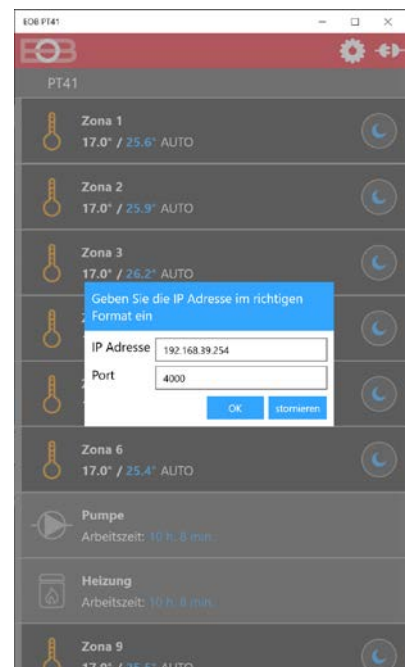 EOB PT41
EOB
PT41
Zona 1
17.0° / 25.6° AUTO
Zona 2
17.0° / 25.9° AUTO
Zona 3
17.0° / 26.2° AUTO
Geben Sie die IP Adresse im richtigen
Format ein
IP Adresse 192.168.39.254
Port 4000
OK stornieren
Zona 6
17.0° / 25.4° AUTO
Pumpe
Arbeitszeit: 10 h. 8 min.
Heizung
Arbeitszeit: 10 h. 8 min.
Zona 9
AUTO